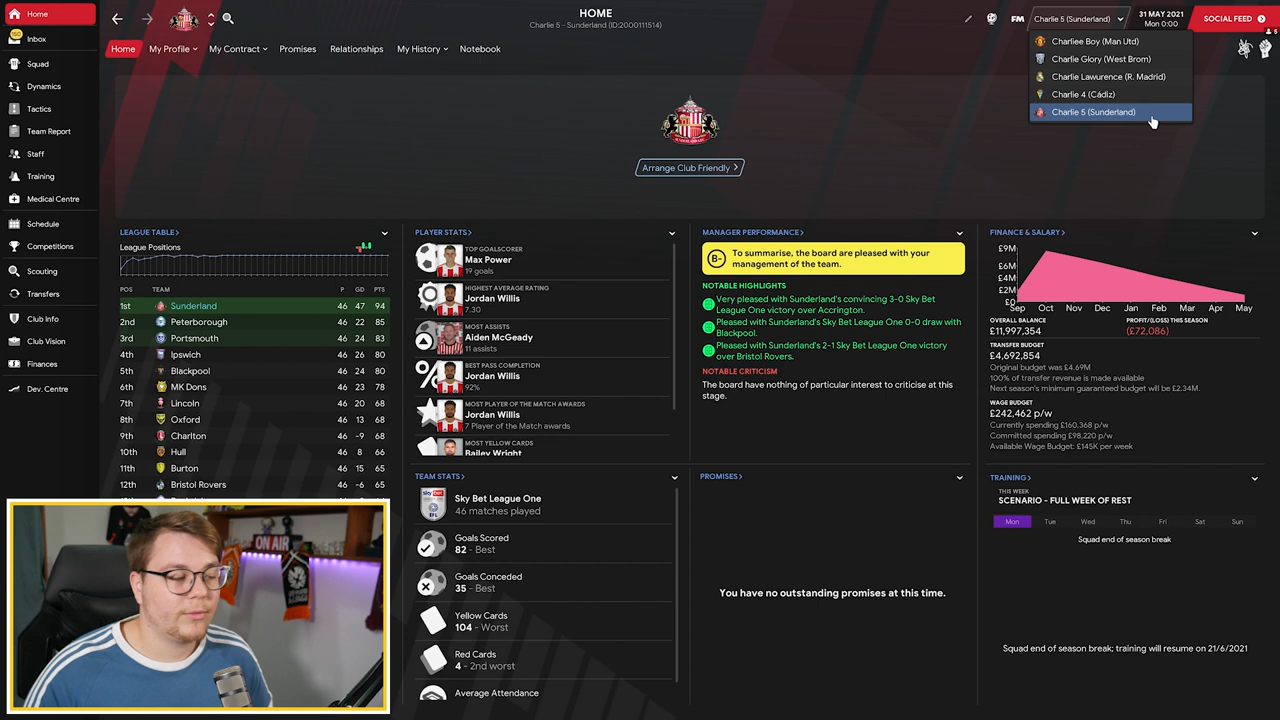 Home
150
Inbox
Squad
Dynamics
Tactics
Team Report
Staff
Training
Medical Centre
Schedule
Competitions
Scouting
Transfers
Club Info
Club Vision
Finances
Dev. Centre
HOME
Charlie 5 - Sunderland (ID:2000111514)
FM
Charlie 5 (Sunderland)
31 MAY 2021
Mon 0:00
SOCIAL FEED
Charliee Boy (Man Utd)
Charlie Glory (West Brom)
Charlie Lawurence (R. Madrid)
Charlie 4 (Cádiz)
Charlie 5 (Sunderland)
Home
My Profile
My Contract
Promises
Relationships
My History
Notebook
Arrange Club Friendly
LEAGUE TABLE
League Positions
POS TEAM P GD PTS
1st Sunderland 46 47 94
2nd Peterborough 46 22 85
3rd Portsmouth 46 24 83
4th Ipswich 46 26 80
5th Blackpool 46 24 80
6th MK Dons 46 23 78
7th Lincoln 46 20 68
8th Oxford 46 13 68
9th Charlton 46 -9 68
10th Hull 46 8 66
11th Burton 46 15 65
12th Bristol Rovers 46 -6 65
PLAYER STATS
TOP GOALSCORER
Max Power
19 goals
HIGHEST AVERAGE RATING
Jordan Willis
7.30
MOST ASSISTS
Aiden McGeady
11 assists
BEST PASS COMPLETION
Jordan Willis
92%
MOST PLAYER OF THE MATCH AWARDS
Jordan Willis
7 Player of the Match awards
MOST YELLOW CARDS
Bailey Wright
MANAGER PERFORMANCE
B-
To summarise, the board are pleased with your
management of the team.
NOTABLE HIGHLIGHTS
Very pleased with Sunderland's convincing 3-0 Sky Bet
League One victory over Accrington.
Pleased with Sunderland's Sky Bet League One 0-0 draw with
Blackpool.
Pleased with Sunderland's 2-1 Sky Bet League One victory
over Bristol Rovers.
NOTABLE CRITICISM
The board have nothing of particular interest to criticise at this
stage.
FINANCE & SALARY
£9M
£6M
£4M
£2M
£0
Sep Oct Nov Dec Jan Feb Mar Apr May
OVERALL BALANCE
£11,997,354
PROFIT/(LOSS) THIS SEASON
(£72,086)
TRANSFER BUDGET
£4,692,854
Original budget was £4.69M
100% of transfer revenue is made available
Next season's minimum guaranteed budget will be £2.34M.
WAGE BUDGET
£242,462 p/w
Currently spending £160,368 p/w
Committed spending £98,220 p/w
Available Wage Budget: £145K per week
TEAM STATS
sky bet
LEAGUE ONE
EFL
Sky Bet League One
46 matches played
Goals Scored
82 - Best
Goals Conceded
35 - Best
Yellow Cards
104 - Worst
Red Cards
4 - 2nd worst
Average Attendance
PROMISES
You have no outstanding promises at this time.
TRAINING
THIS WEEK
SCENARIO - FULL WEEK OF REST
Mon Tue Wed Thu Fri Sat Sun
Squad end of season break
Squad end of season break; training will resume on 21/6/2021
ON AIR